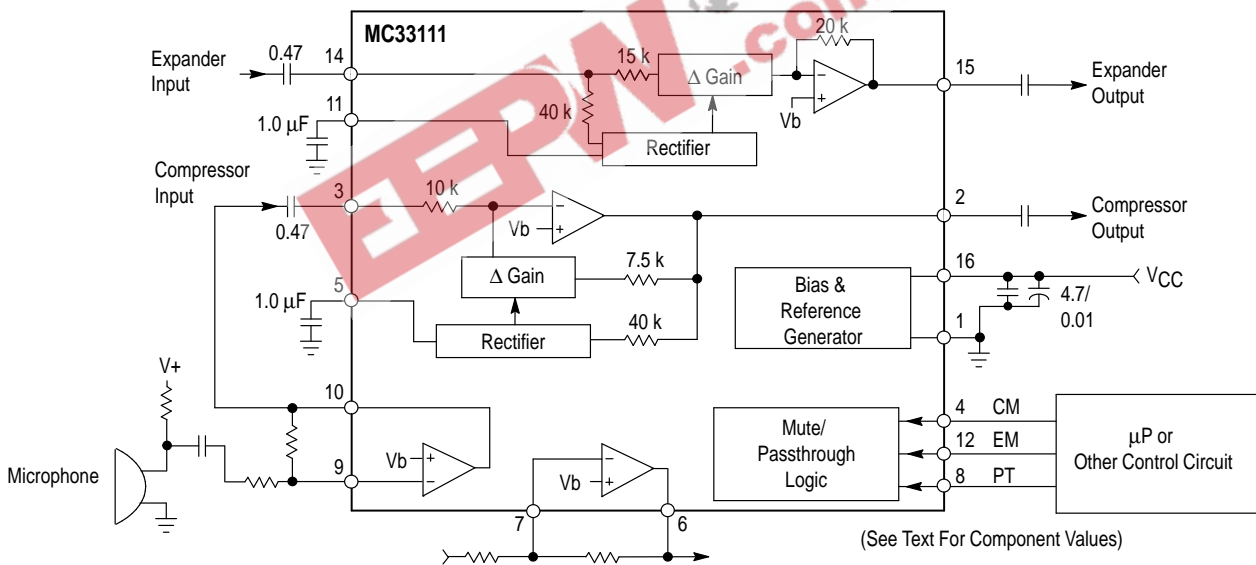 MC33111
Expander
Input
0.47
14
15 k
Δ Gain
20 k
Vb
15
Expander
Output
40 k
11
1.0 μF
Rectifier
Compressor
Input
3
0.47
10 k
Vb
2
Compressor
Output
Δ Gain
7.5 k
5
1.0 μF
Rectifier
40 k
Bias &
Reference
Generator
16
VCC
4.7/
0.01
1
V+
10
Microphone
9
Vb
Vb
7
6
Mute/
Passthrough
Logic
4 CM
12 EM
8 PT
μP or
Other Control Circuit
(See Text For Component Values)
EEPW.com